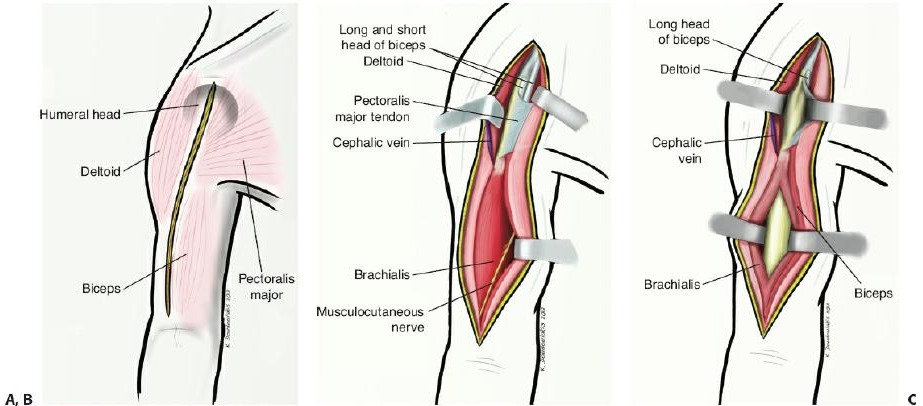 Humeral head
Deltoid
Biceps
Pectoralis
major
A, B
Long and short
head of biceps
Deltoid
Pectoralis
major tendon
Cephalic vein
Brachialis
Musculocutaneous
nerve
Long head
of biceps
Deltoid
Cephalic
vein
Brachialis
Biceps
C